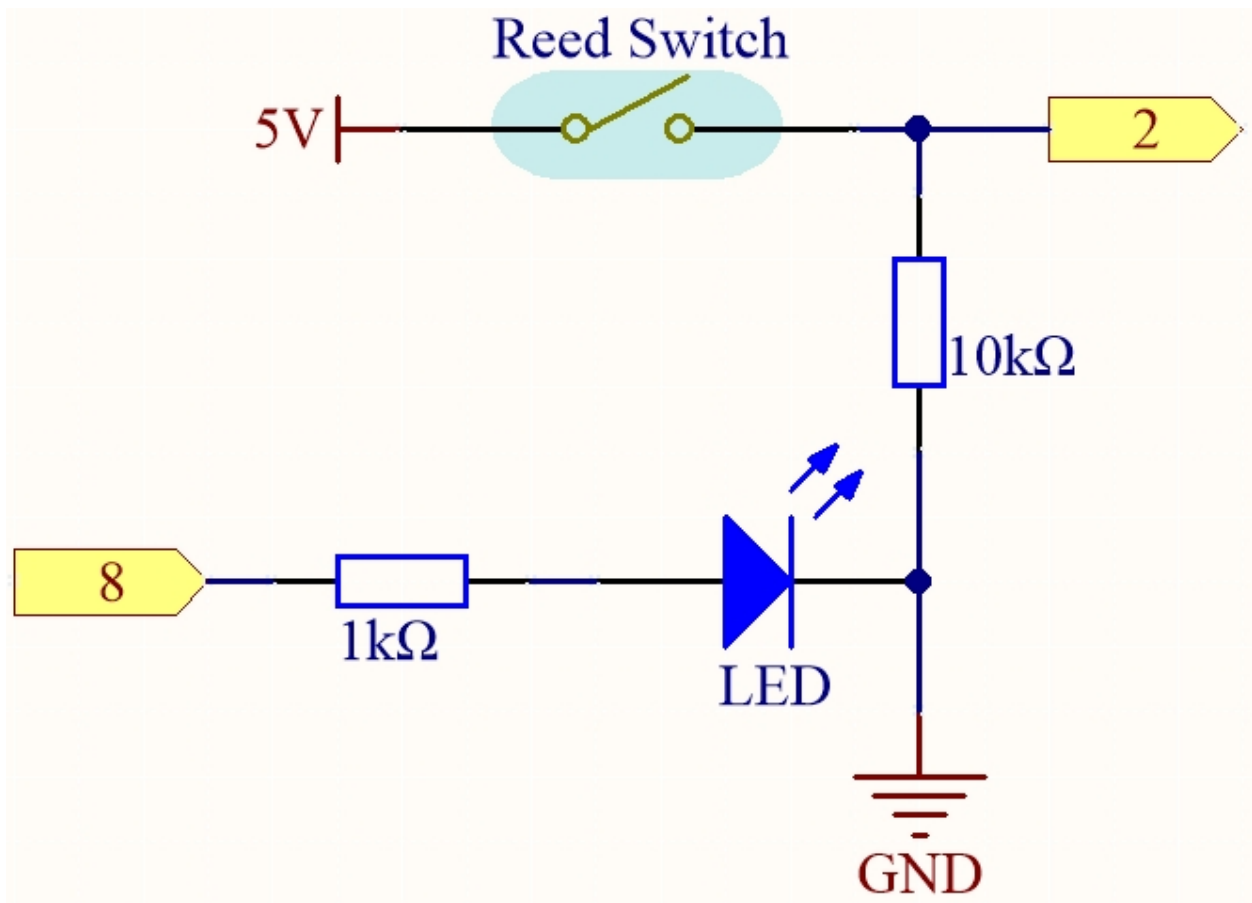 Reed Switch
5V
2
10kΩ
8
1kΩ
LED
GND